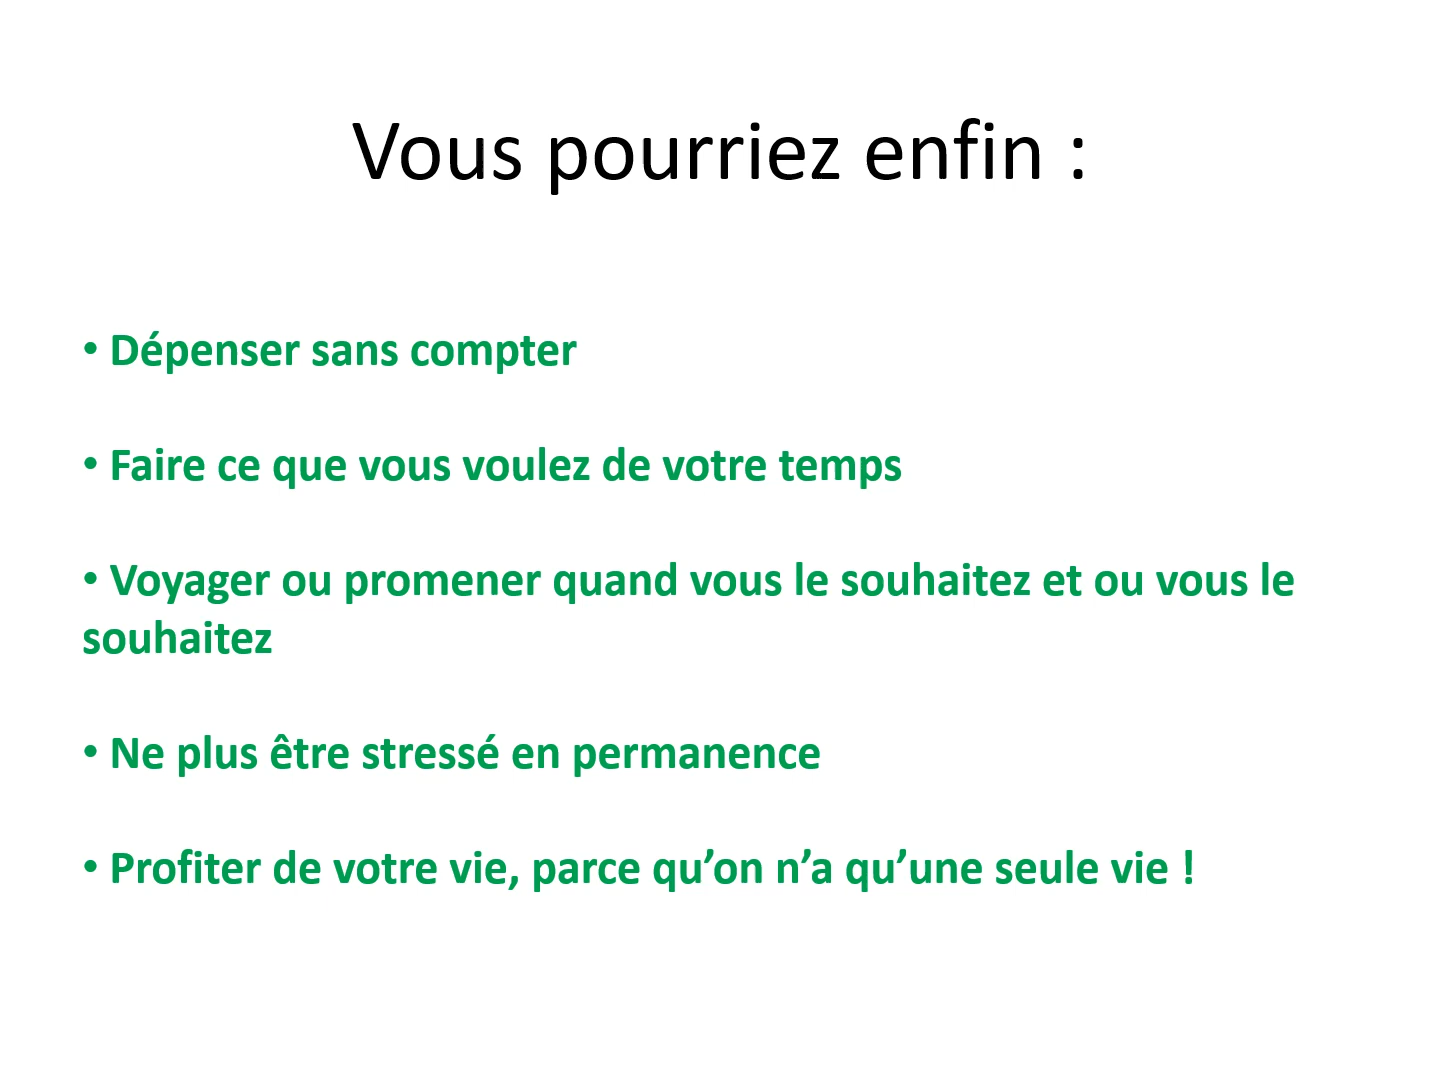 Vous pourriez enfin :
• Dépenser sans compter
• Faire ce que vous voulez de votre temps
• Voyager ou promener quand vous le souhaitez et ou vous le
souhaitez
• Ne plus être stressé en permanence
• Profiter de votre vie, parce qu’on n’a qu’une seule vie !